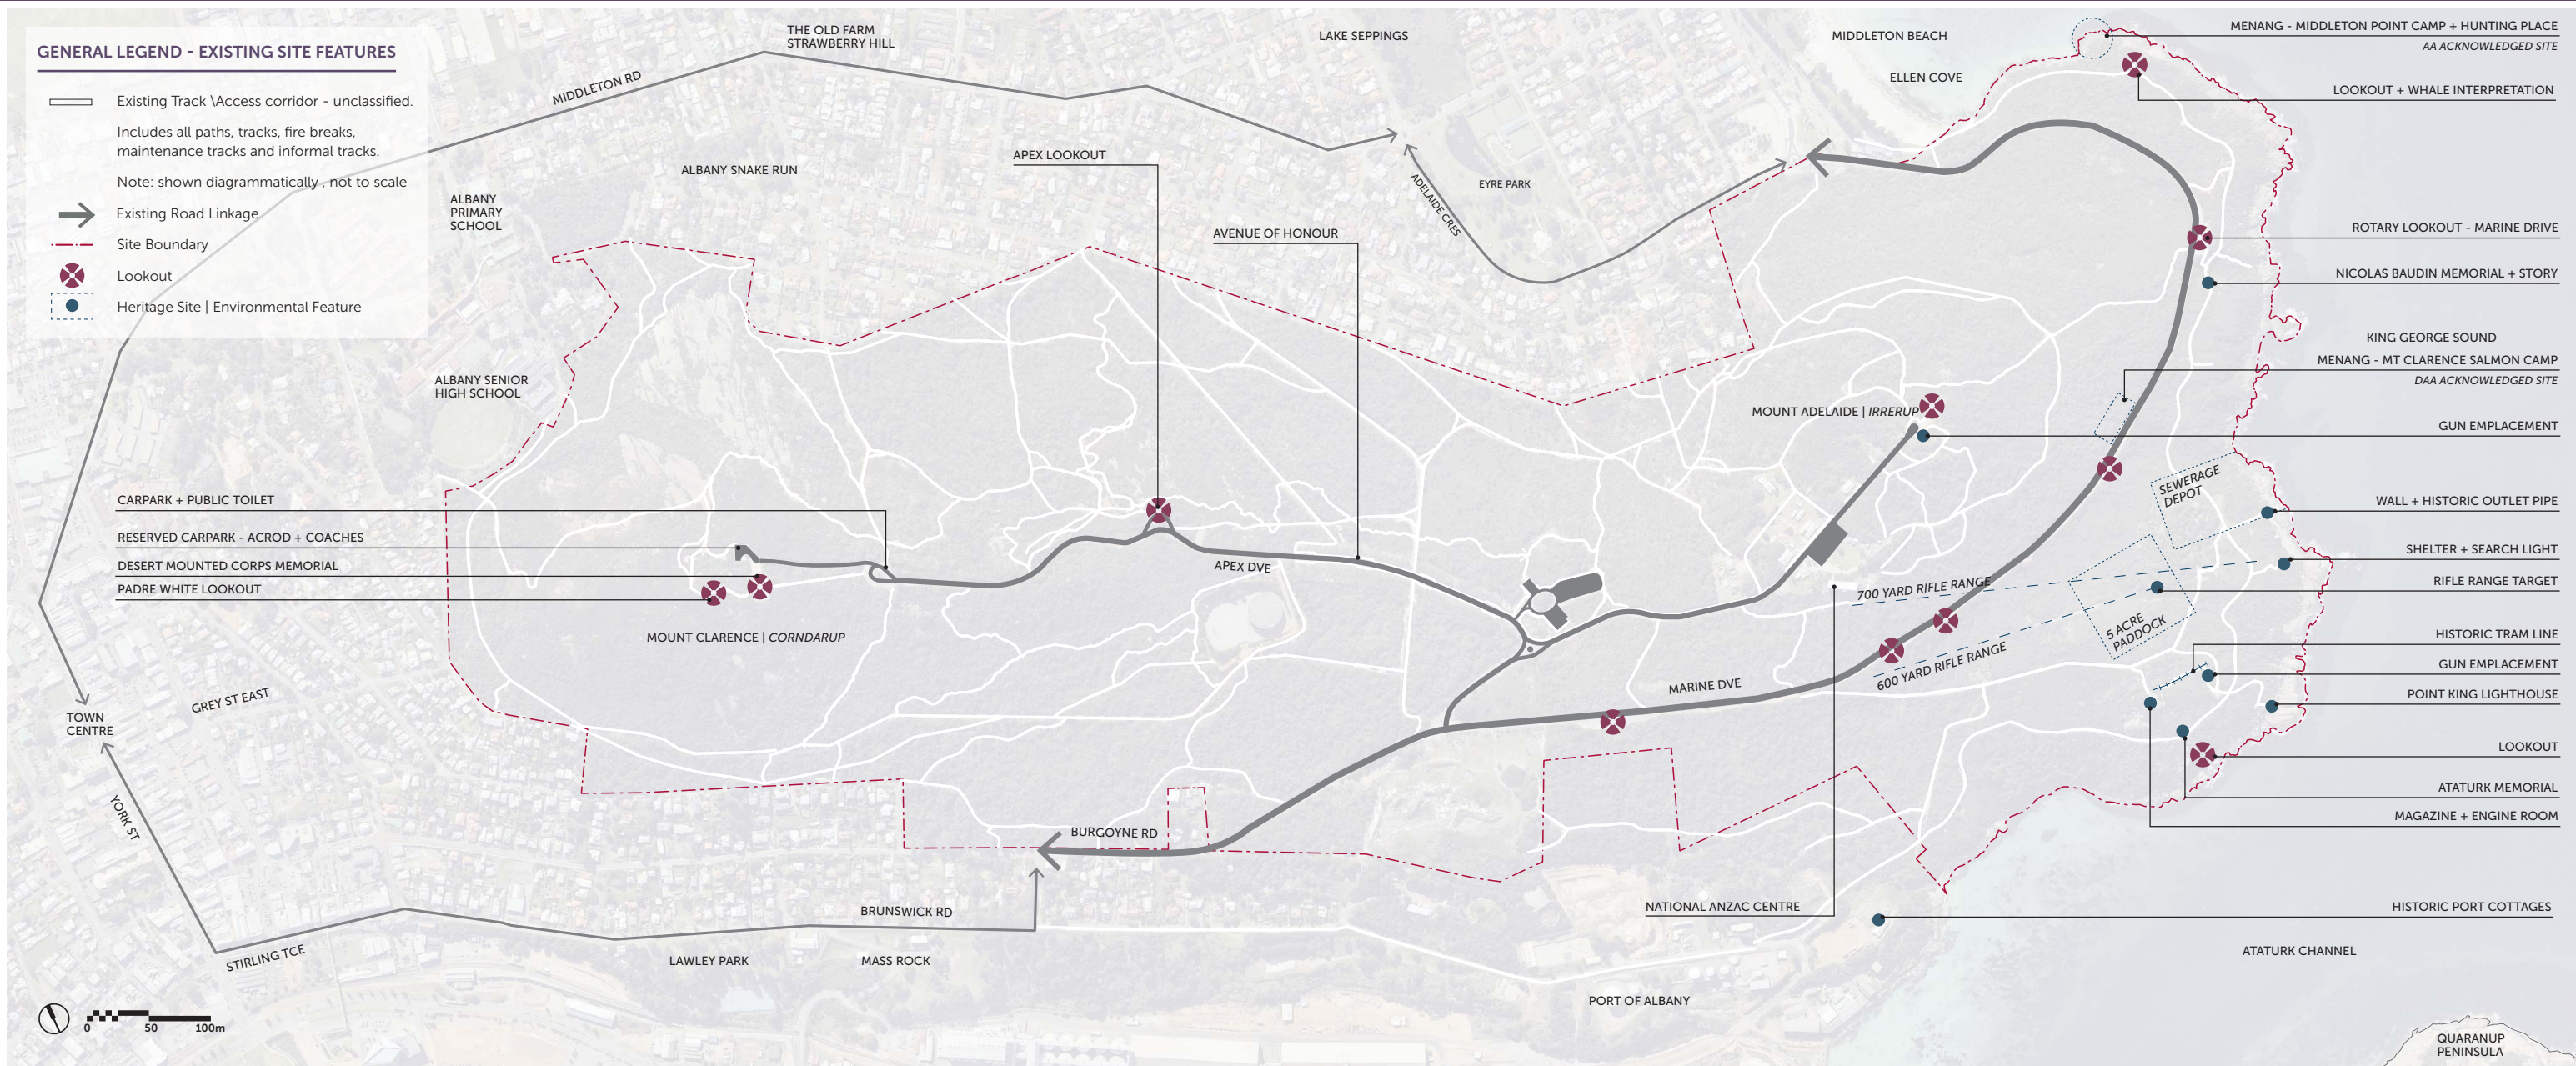 GENERAL LEGEND - EXISTING SITE FEATURES
Existing Track \Access corridor - unclassified.
Includes all paths, tracks, fire breaks,
maintenance tracks and informal tracks.
Note: shown diagrammatically , not to scale
Existing Road Linkage
Site Boundary
Lookout
Heritage Site | Environmental Feature
THE OLD FARM
STRAWBERRY HILL
LAKE SEPPINGS
MIDDLETON BEACH
ELLEN COVE
MIDDLETON RD
ALBANY SNAKE RUN
ALBANY
PRIMARY
SCHOOL
APEX LOOKOUT
AVENUE OF HONOUR
ADELAIDE CRES
EYRE PARK
ALBANY SENIOR
HIGH SCHOOL
MENANG - MIDDLETON POINT CAMP + HUNTING PLACE
AA ACKNOWLEDGED SITE
LOOKOUT + WHALE INTERPRETATION
ROTARY LOOKOUT - MARINE DRIVE
NICOLAS BAUDIN MEMORIAL + STORY
KING GEORGE SOUND
MENANG - MT CLARENCE SALMON CAMP
DAA ACKNOWLEDGED SITE
MOUNT ADELAIDE | IRRERUP
GUN EMPLACEMENT
SEWERAGE
DEPOT
WALL + HISTORIC OUTLET PIPE
SHELTER + SEARCH LIGHT
RIFLE RANGE TARGET
HISTORIC TRAM LINE
GUN EMPLACEMENT
POINT KING LIGHTHOUSE
LOOKOUT
ATATURK MEMORIAL
MAGAZINE + ENGINE ROOM
CARPARK + PUBLIC TOILET
RESERVED CARPARK - ACROD + COACHES
DESERT MOUNTED CORPS MEMORIAL
PADRE WHITE LOOKOUT
APEX DVE
700 YARD RIFLE RANGE
600 YARD RIFLE RANGE
5 ACRE
PADDOCK
MOUNT CLARENCE | CORNDARUP
MARINE DVE
GREY ST EAST
TOWN
CENTRE
YORK ST
BURGOYNE RD
BRUNSWICK RD
STIRLING TCE
LAWLEY PARK
MASS ROCK
NATIONAL ANZAC CENTRE
HISTORIC PORT COTTAGES
ATATURK CHANNEL
PORT OF ALBANY
QUARANUP
PENINSULA
0 50 100m